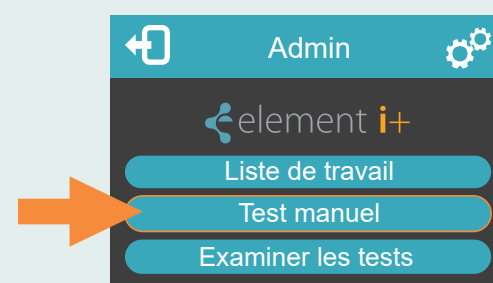 Admin
element i+
Liste de travail
Test manuel
Examiner les tests